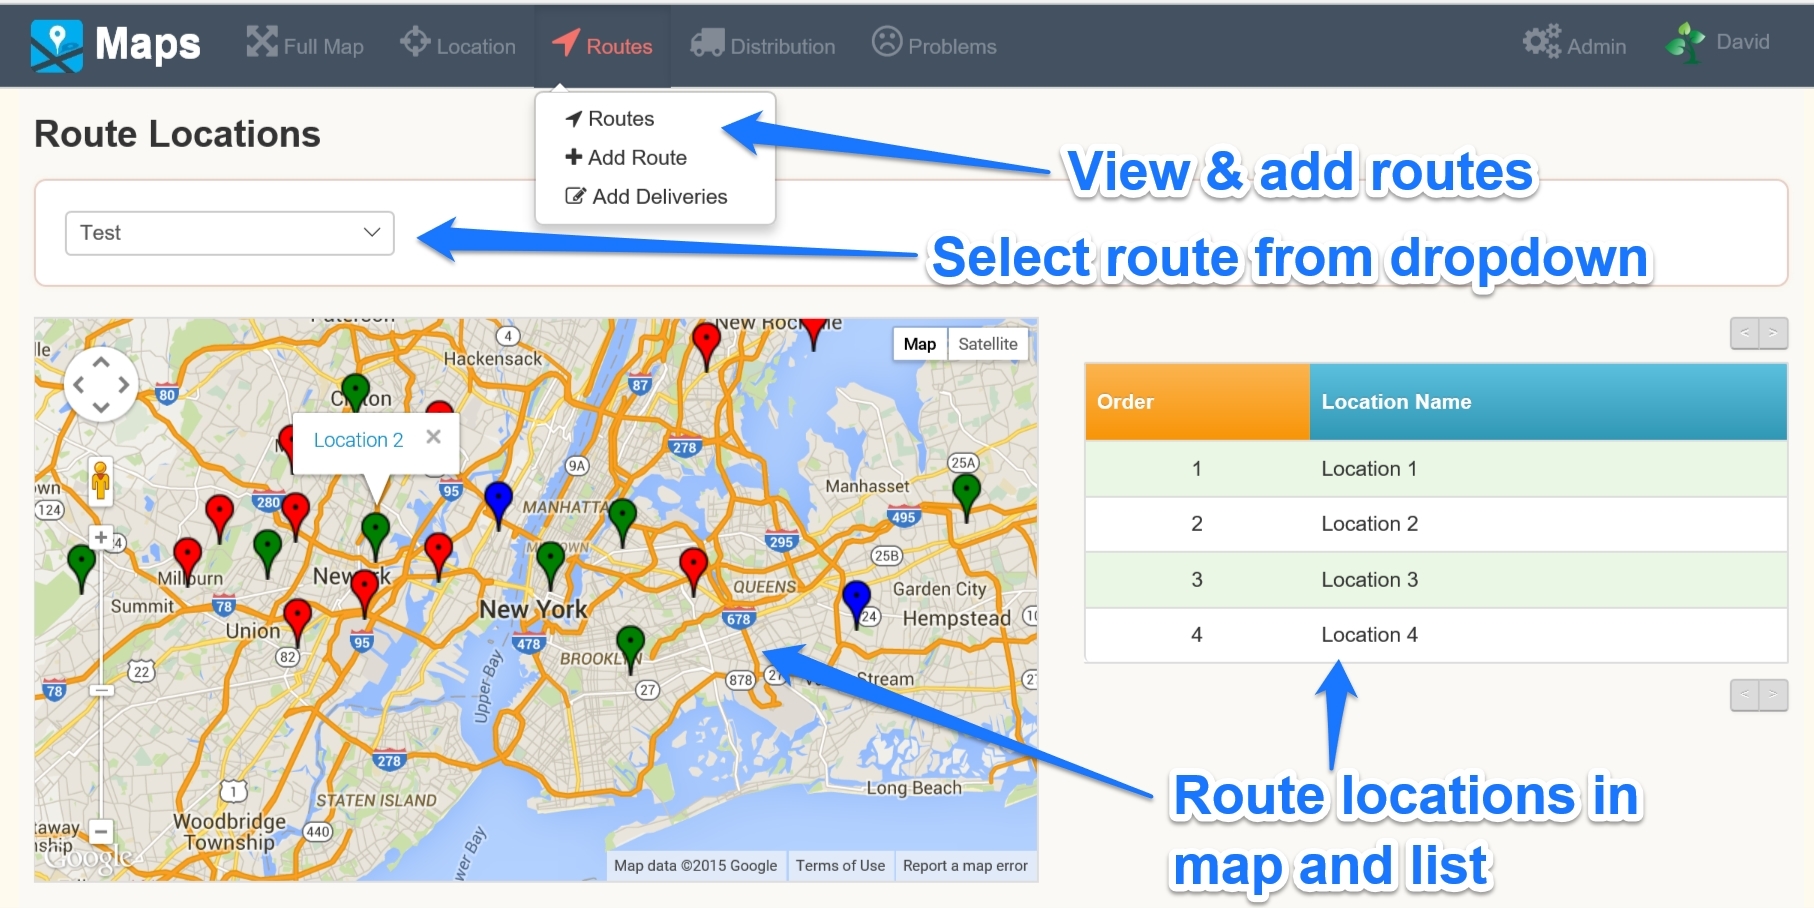 Maps
Full Map
Location
Routes
Distribution
Problems
Admin
David
Routes
Add Route
Add Deliveries
Route Locations
View & add routes
Test
Select route from dropdown
4
Hackensack
New Rochelle
Map
Satellite
80
87
Clifton
Location 2
278
9A
25A
95
MANHATTA
Manhasset
495
280
124
295
MIDTOWN
25B
Millburn
Newark
QUEENS
Garden City
Summit
78
New York
678
24
Hempstead
Union
95
478
82
BROOKLYN
22
27
878
Stream
78
Upper Bay
278
1
STATEN ISLAND
Long Beach
Woodbridge
Township
440
Google
Map data ©2015 Google
Terms of Use
Report a map error
< >
Order Location Name
1 Location 1
2 Location 2
3 Location 3
4 Location 4
< >
Route locations in
map and list